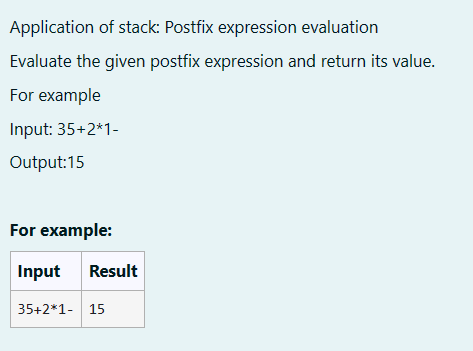 Application of stack: Postfix expression evaluation
Evaluate the given postfix expression and return its value.
For example
Input: 35+2*1-
Output:15
For example:
Input Result
35+2*1- 15